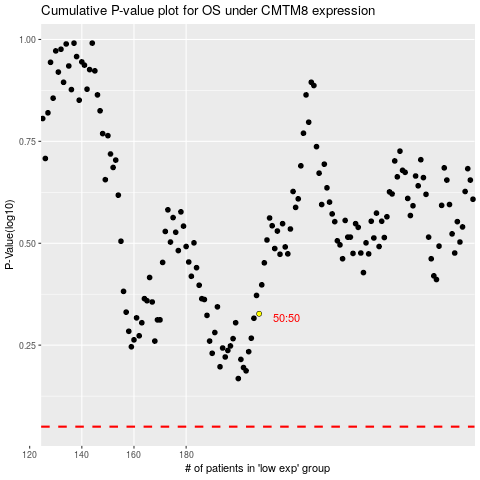 Cumulative P-value plot for OS under CMTM8 expression
P-Value(log10)
1.00
0.75
0.50
0.25
50:50
120 140 160 180
# of patients in 'low exp' group